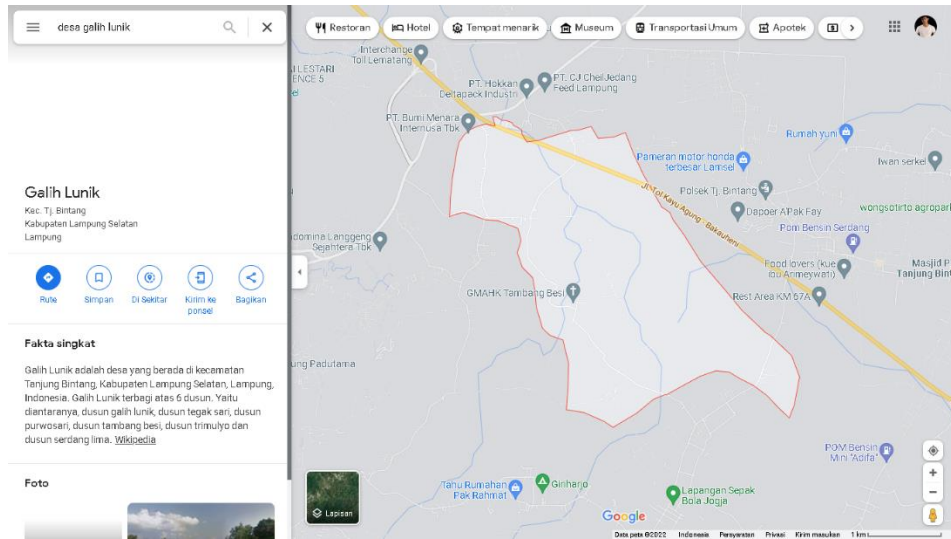 desa galih lunik
Galih Lunik
Kec. Tj. Bintang
Kabupaten Lampung Selatan
Lampung
Rute
Simpan
Di Sekitar
Kirim ke
ponsel
Bagikan
Fakta singkat
Galih Lunik adalah desa yang berada di kecamatan
Tanjung Bintang, Kabupaten Lampung Selatan, Lampung,
Indonesia. Galih Lunik terbagi atas 6 dusun. Yaitu
diantaranya, dusun galih lunik, dusun tegak sari, dusun
purwosari, dusun tambang besi, dusun trimulyo dan
dusun serdang lima. Wikipedia
Foto
Restoran
Hotel
Tempat menarik
Museum
Transportasi Umum
Apotek
Interchange
Toll Lematang
PT. Hokkan
Deltapack Industri
PT. CJ CheilJedang
Feed Lampung
PT. Bumi Menara
Internusa Tbk
Rumah yuni
Pameran motor honda
terbesar Lamsel
Iwan serkel
Polsek Tj. Bintang
Jl. Tol Kayu Agung - Bakauheni
Dapoer A'Pak Fay
wongsotirto agropark
Pom Bensin Serdang
Sejahtera Tbk
Food lovers (kue
ibu Animeywati)
Masjid P
Tanjung Bint
GMAHK Tambang Besi
Rest Area KM 67A
ung Padutama
POM Bensin
Mini "Adifa"
Tahu Rumahan
Pak Rahmat
Ginharjo
Lapangan Sepak
Bola Jogja
Lapisan
Google
Data peta ©2022
Indonesia
Persyaratan
Privasi
Kirim masukan
1 km